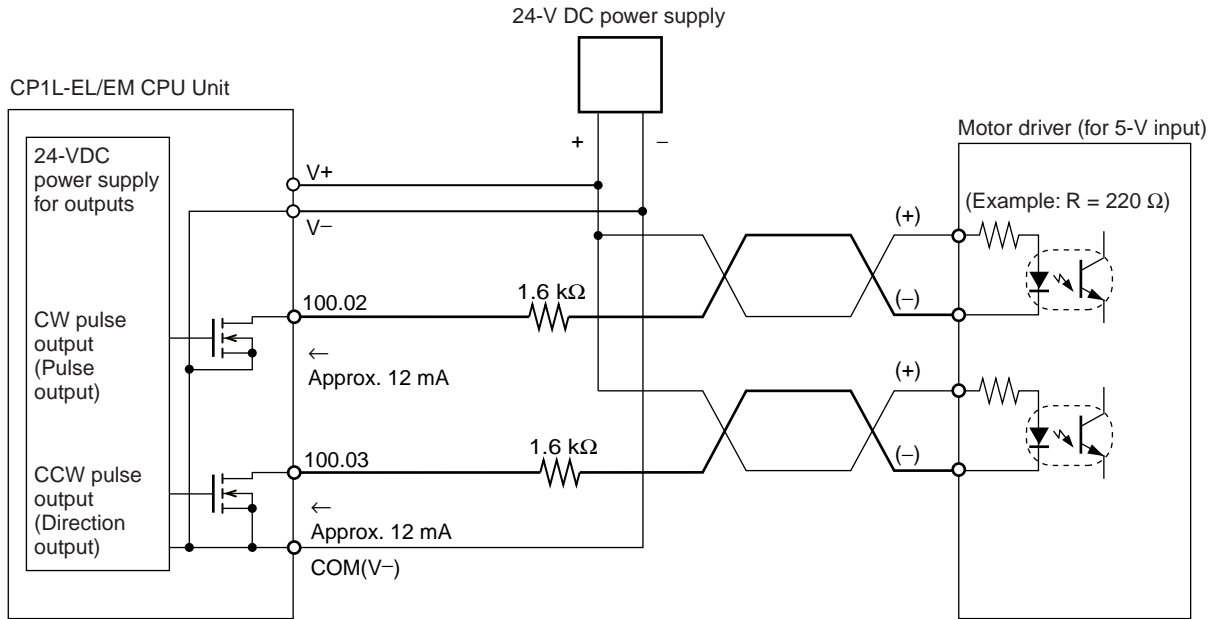 24-V DC power supply
CP1L-EL/EM CPU Unit
+
−
Motor driver (for 5-V input)
24-VDC
power supply
for outputs
V+
V−
(+)
(Example: R = 220 Ω)
100.02
1.6 kΩ
(−)
CW pulse
output
(Pulse
output)
←
Approx. 12 mA
(+)
100.03
1.6 kΩ
(−)
CCW pulse
output
(Direction
output)
←
Approx. 12 mA
COM(V−)